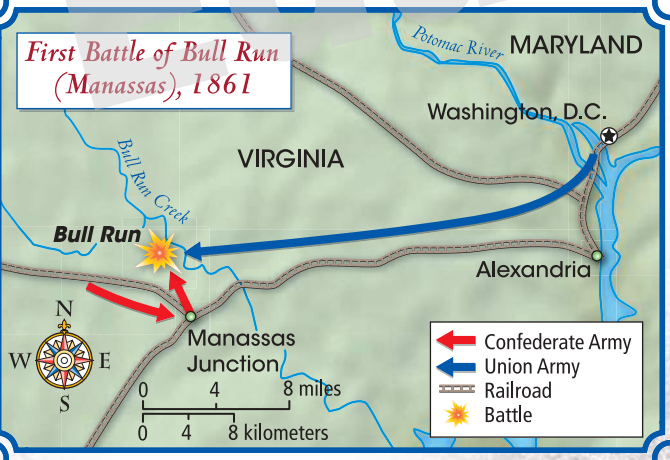 First Battle of Bull Run
(Manassas), 1861
Potomac River
MARYLAND
Washington, D.C.
VIRGINIA
Bull Run Creek
Bull Run
Alexandria
N
W E
S
Manassas
Junction
0 4 8 miles
0 4 8 kilometers
Confederate Army
Union Army
Railroad
Battle